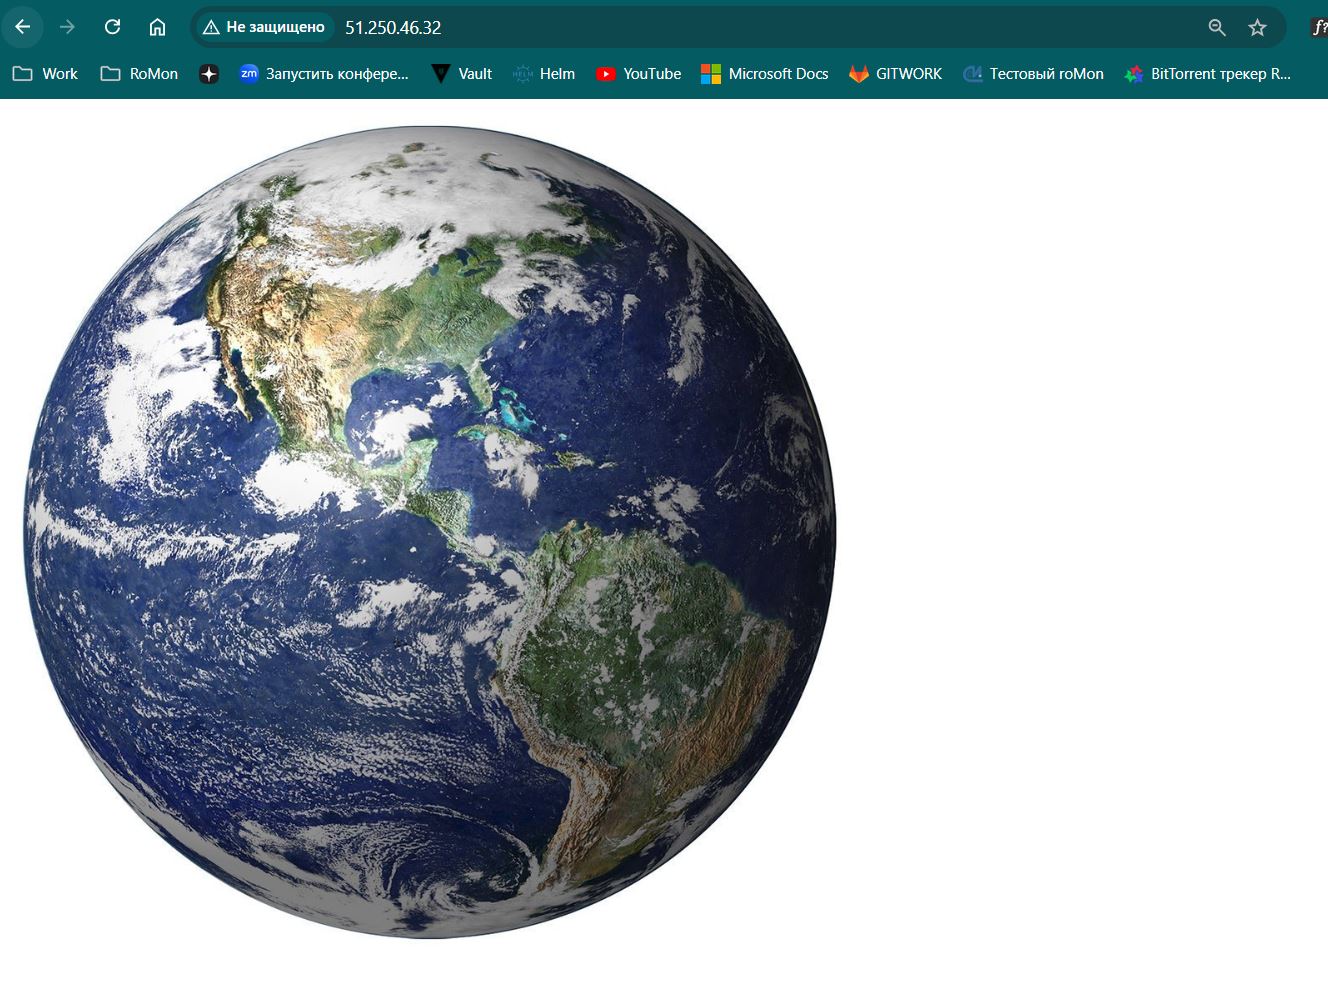 Не защищено 51.250.46.32 f?
Work RoMon zm Запустить конфере... Vault HELM Helm YouTube Microsoft Docs GITWORK Тестовый roMon BitTorrent трекер R...